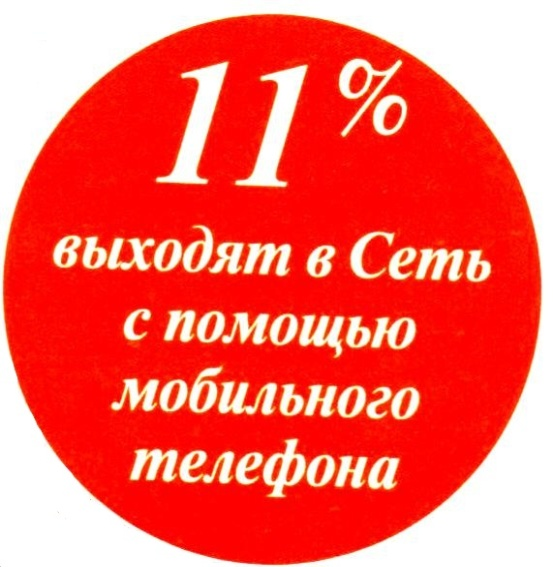 11%
выходят в Сеть
с помощью
мобильного
телефона